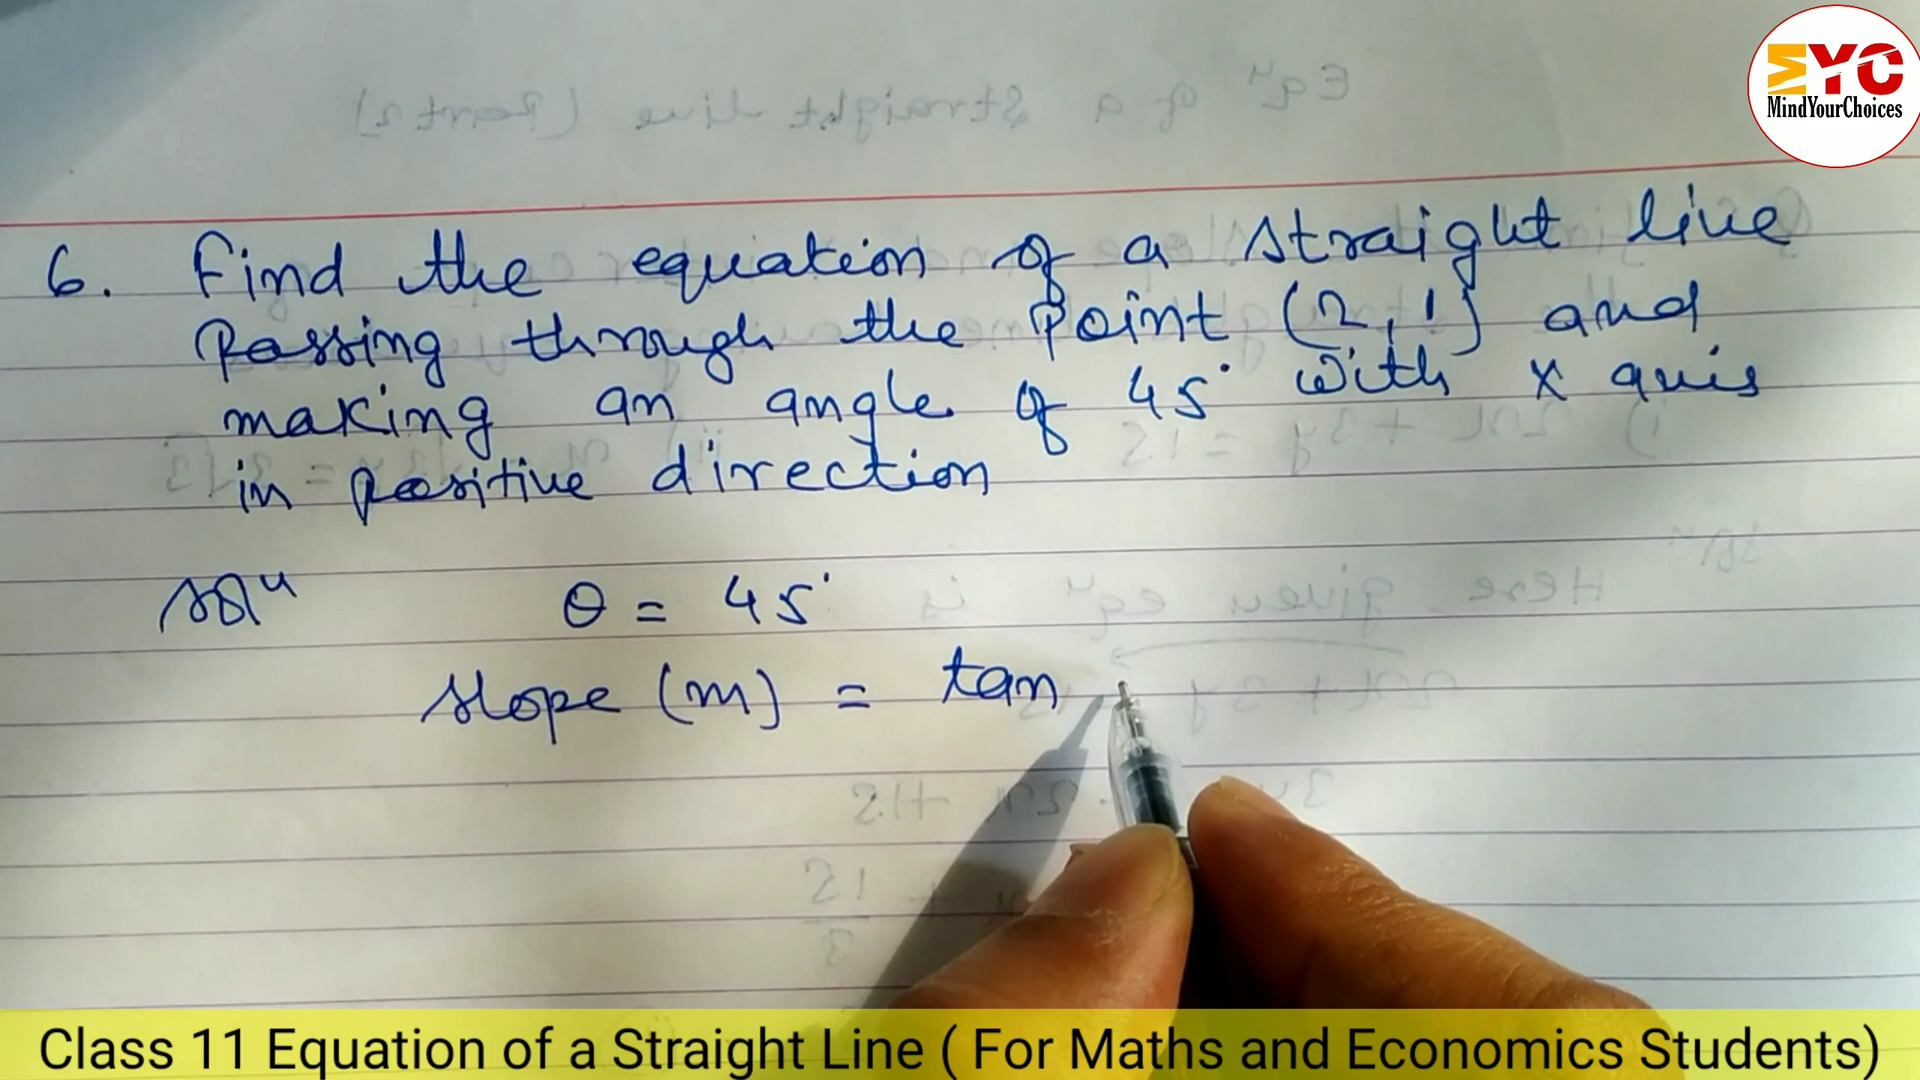 MYC
MindYourChoices
6. Find the equation of a straight line
Passing through the Point (2, 1) and
making an angle of 45° with x axis
in positive direction
Solⁿ θ = 45°
Slope (m) = tan
Class 11 Equation of a Straight Line ( For Maths and Economics Students)